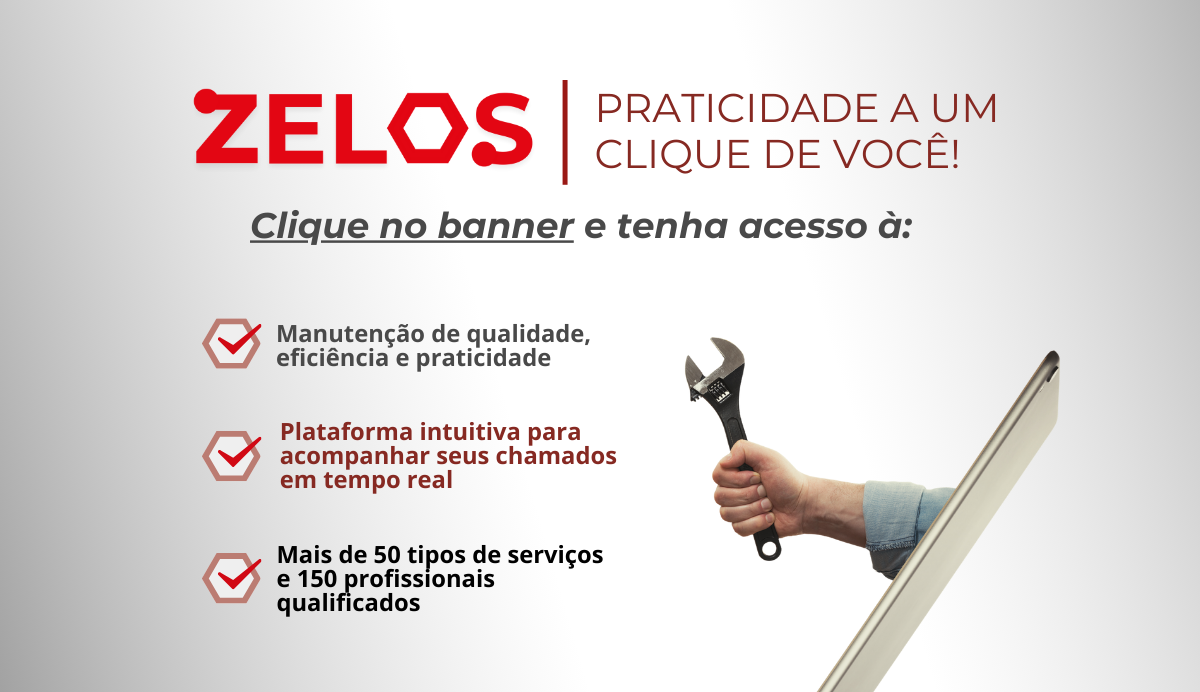 ZELOS
PRATICIDADE A UM
CLIQUE DE VOCÊ!
Clique no banner e tenha acesso à:
Manutenção de qualidade,
eficiência e praticidade
Plataforma intuitiva para
acompanhar seus chamados
em tempo real
Mais de 50 tipos de serviços
e 150 profissionais
qualificados